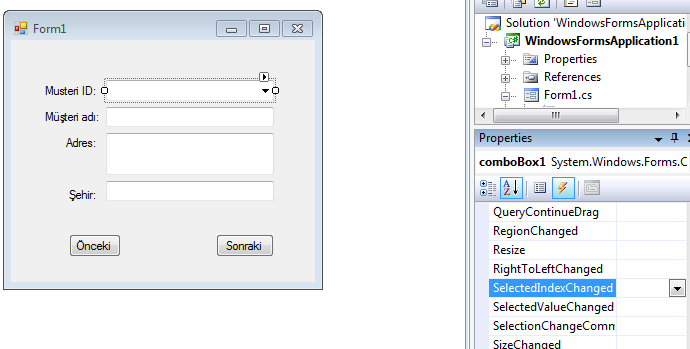 Form1
Musteri ID:
Müşteri adı:
Adres:
Şehir:
Önceki
Sonraki
Solution 'WindowsFormsApplicati
WindowsFormsApplication1
Properties
References
Form1.cs
Properties
comboBox1 System.Windows.Forms.C
QueryContinueDrag
RegionChanged
Resize
RightToLeftChanged
SelectedIndexChanged
SelectedValueChanged
SelectionChangeComm
SizeChanged